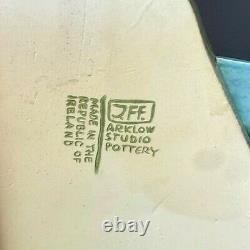 JFF.
ARKLOW
STUDIO
POTTERY
MADE IN THE
REPUBLIC OF
IRELAND